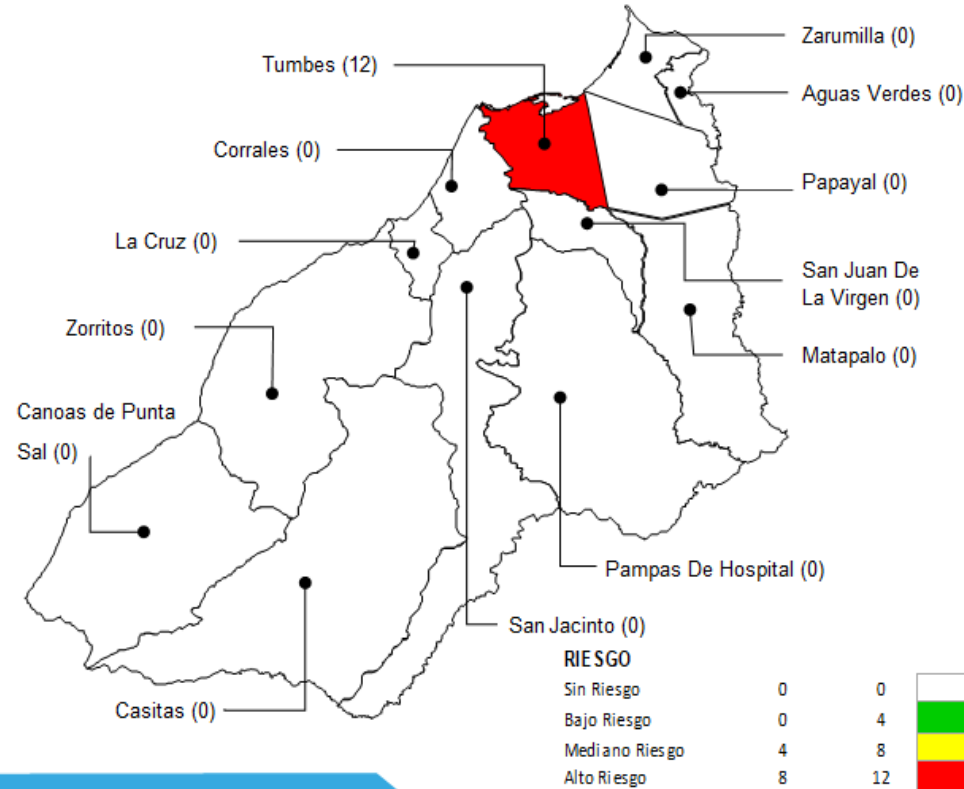 Zarumilla (0)
Tumbes (12)
Aguas Verdes (0)
Corrales (0)
Papayal (0)
La Cruz (0)
San Juan De
La Virgen (0)
Zorritos (0)
Matapalo (0)
Canoas de Punta
Sal (0)
Pampas De Hospital (0)
San Jacinto (0)
Casitas (0)
RIESGO
Sin Riesgo 0 0
Bajo Riesgo 0 4
Mediano Riesgo 4 8
Alto Riesgo 8 12